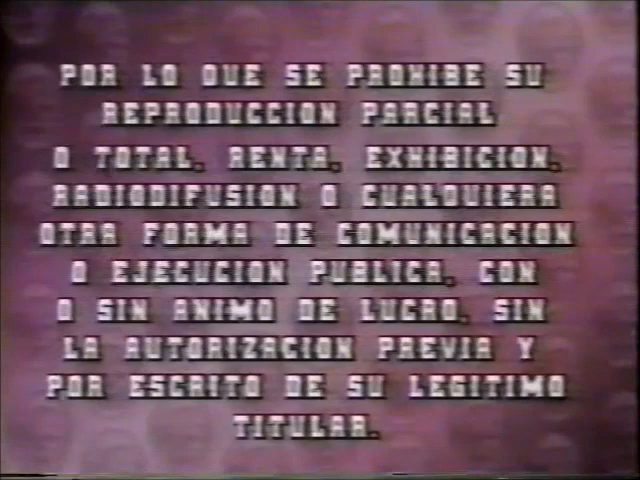 POR LO QUE SE PROHIBE SU
REPRODUCCION PARCIAL
O TOTAL, RENTA, EXHIBICION,
RADIODIFUSION O CUALQUIERA
OTRA FORMA DE COMUNICACION
O EJECUCION PUBLICA, CON
O SIN ANIMO DE LUCRO, SIN
LA AUTORIZACION PREVIA Y
POR ESCRITO DE SU LEGITIMO
TITULAR.